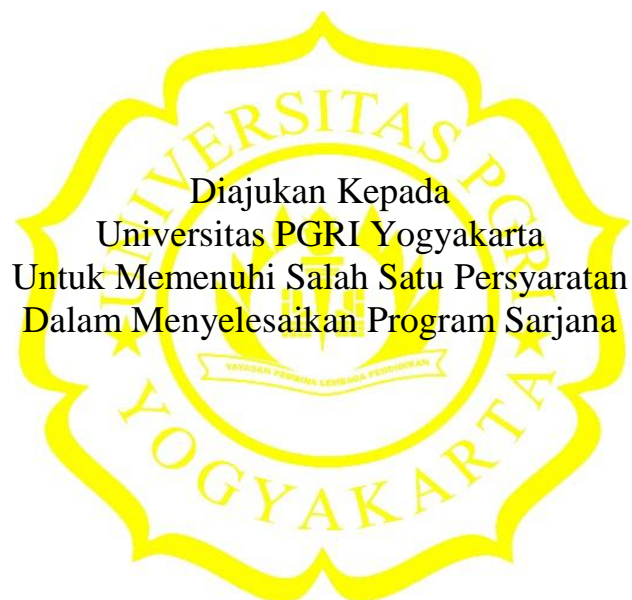 UNIVERSITAS PGRI
Diajukan Kepada
Universitas PGRI Yogyakarta
Untuk Memenuhi Salah Satu Persyaratan
Dalam Menyelesaikan Program Sarjana
YAYASAN PEMBINA LEMBAGA PENDIDIKAN
YOGYAKARTA